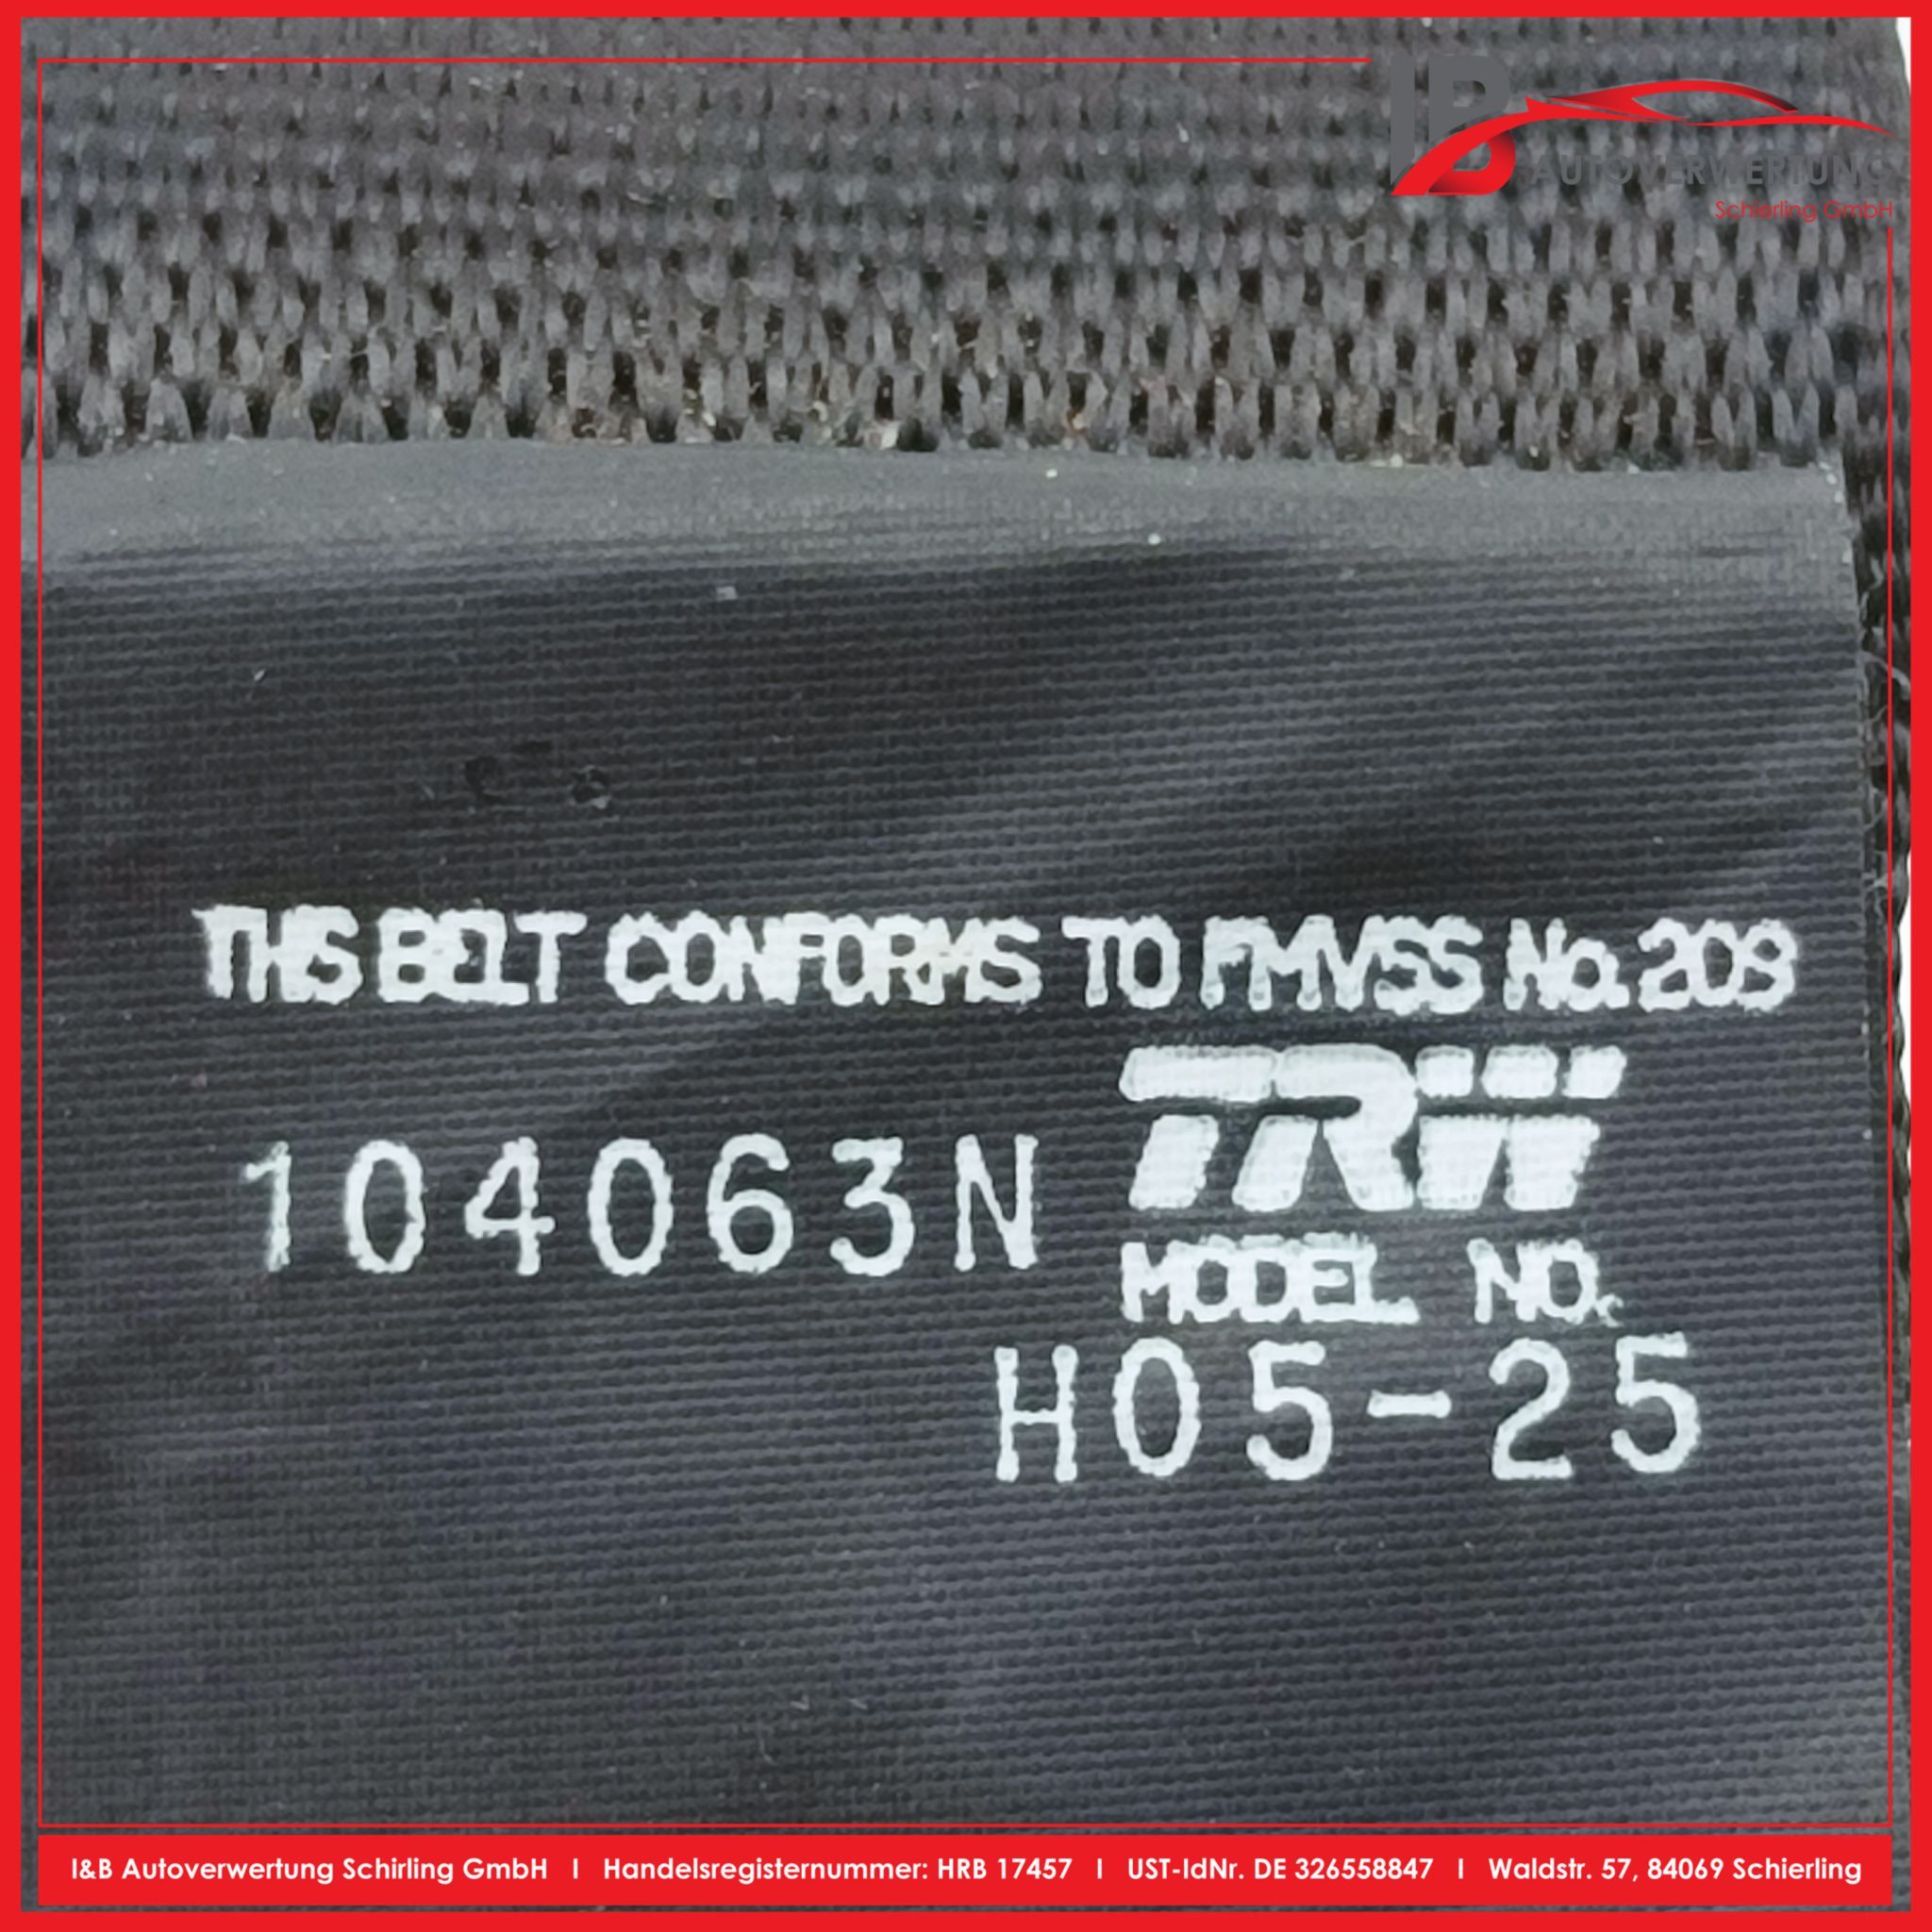 IB
AUTOVERWERTUNG
Schierling GmbH
THIS BELT CONFORMS TO FMVSS No. 209
TRW
104063N
MODEL NO.
H05-25
I&B Autoverwertung Schirling GmbH I Handelsregisternummer: HRB 17457 I UST-IdNr. DE 326558847 I Waldstr. 57, 84069 Schierling